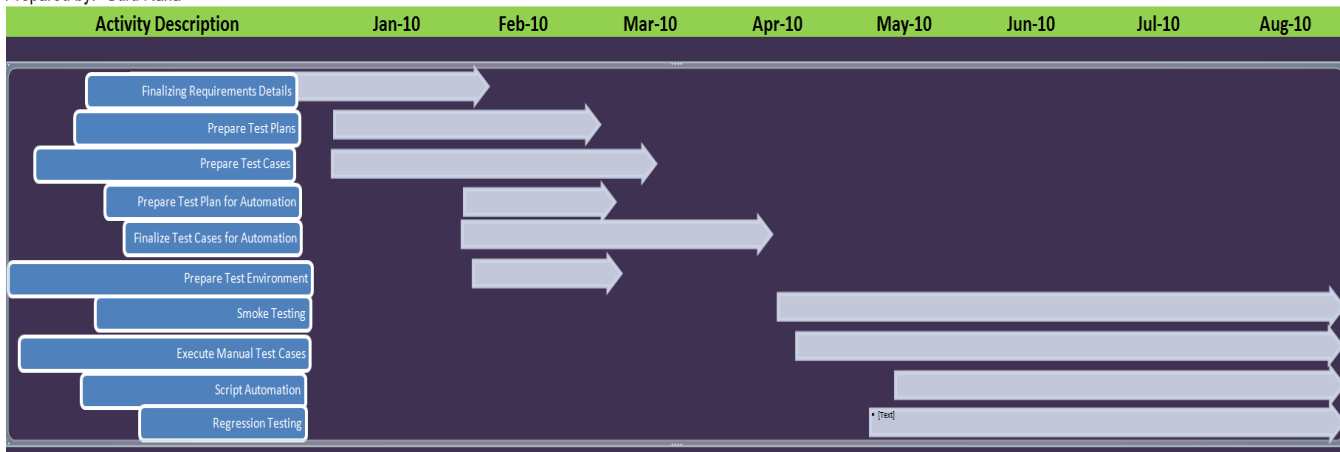 Activity Description Jan-10 Feb-10 Mar-10 Apr-10 May-10 Jun-10 Jul-10 Aug-10
Finalizing Requirements Details
Prepare Test Plans
Prepare Test Cases
Prepare Test Plan for Automation
Finalize Test Cases for Automation
Prepare Test Environment
Smoke Testing
Execute Manual Test Cases
Script Automation
Regression Testing
• [Text]